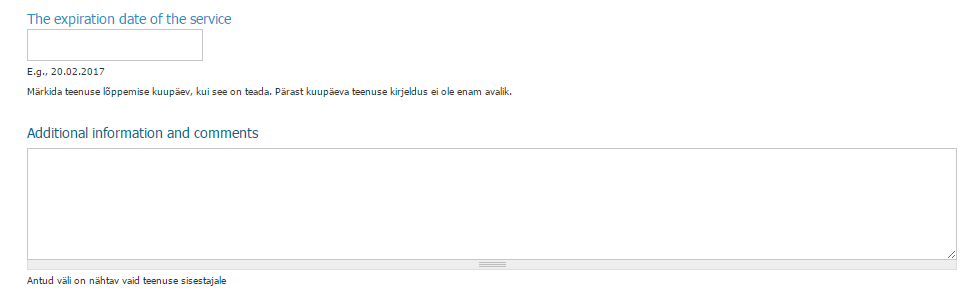 The expiration date of the service
E.g., 20.02.2017
Märkida teenuse lõppemise kuupäev, kui see on teada. Pärast kuupäeva teenuse kirjeldus ei ole enam avalik.
Additional information and comments
Antud väli on nähtav vaid teenuse sisestajale